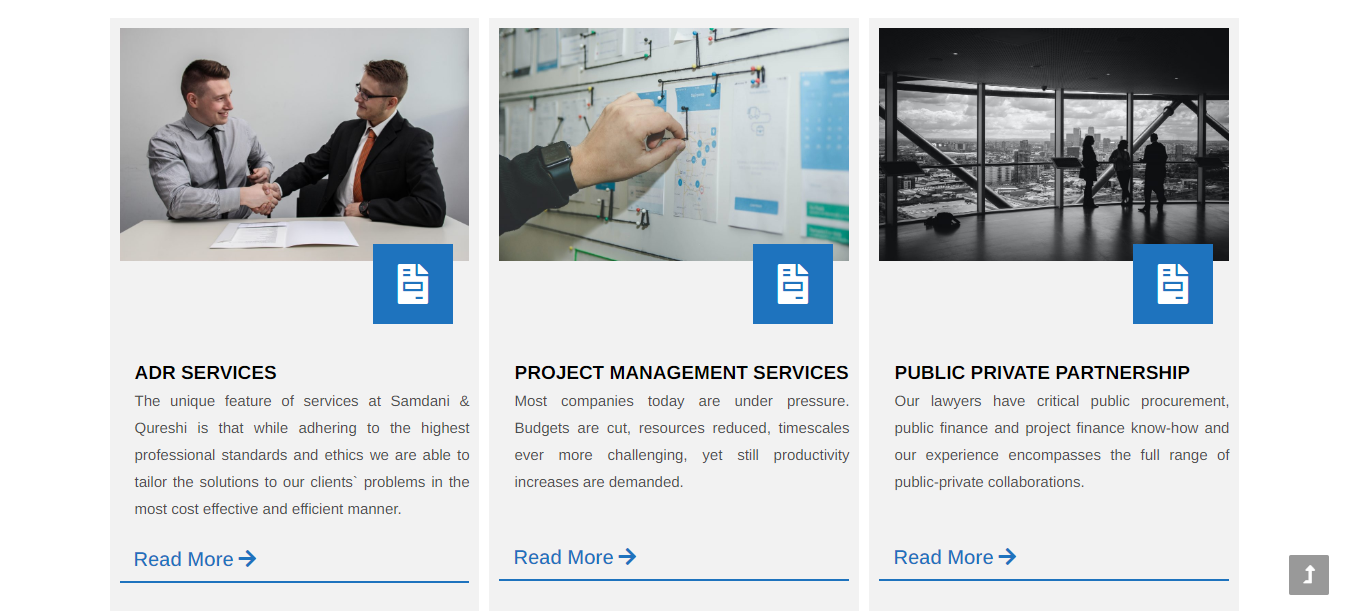 ADR SERVICES
The unique feature of services at Samdani &
Qureshi is that while adhering to the highest
professional standards and ethics we are able to
tailor the solutions to our clients` problems in the
most cost effective and efficient manner.
Read More
PROJECT MANAGEMENT SERVICES
Most companies today are under pressure.
Budgets are cut, resources reduced, timescales
ever more challenging, yet still productivity
increases are demanded.
Read More
PUBLIC PRIVATE PARTNERSHIP
Our lawyers have critical public procurement,
public finance and project finance know-how and
our experience encompasses the full range of
public-private collaborations.
Read More